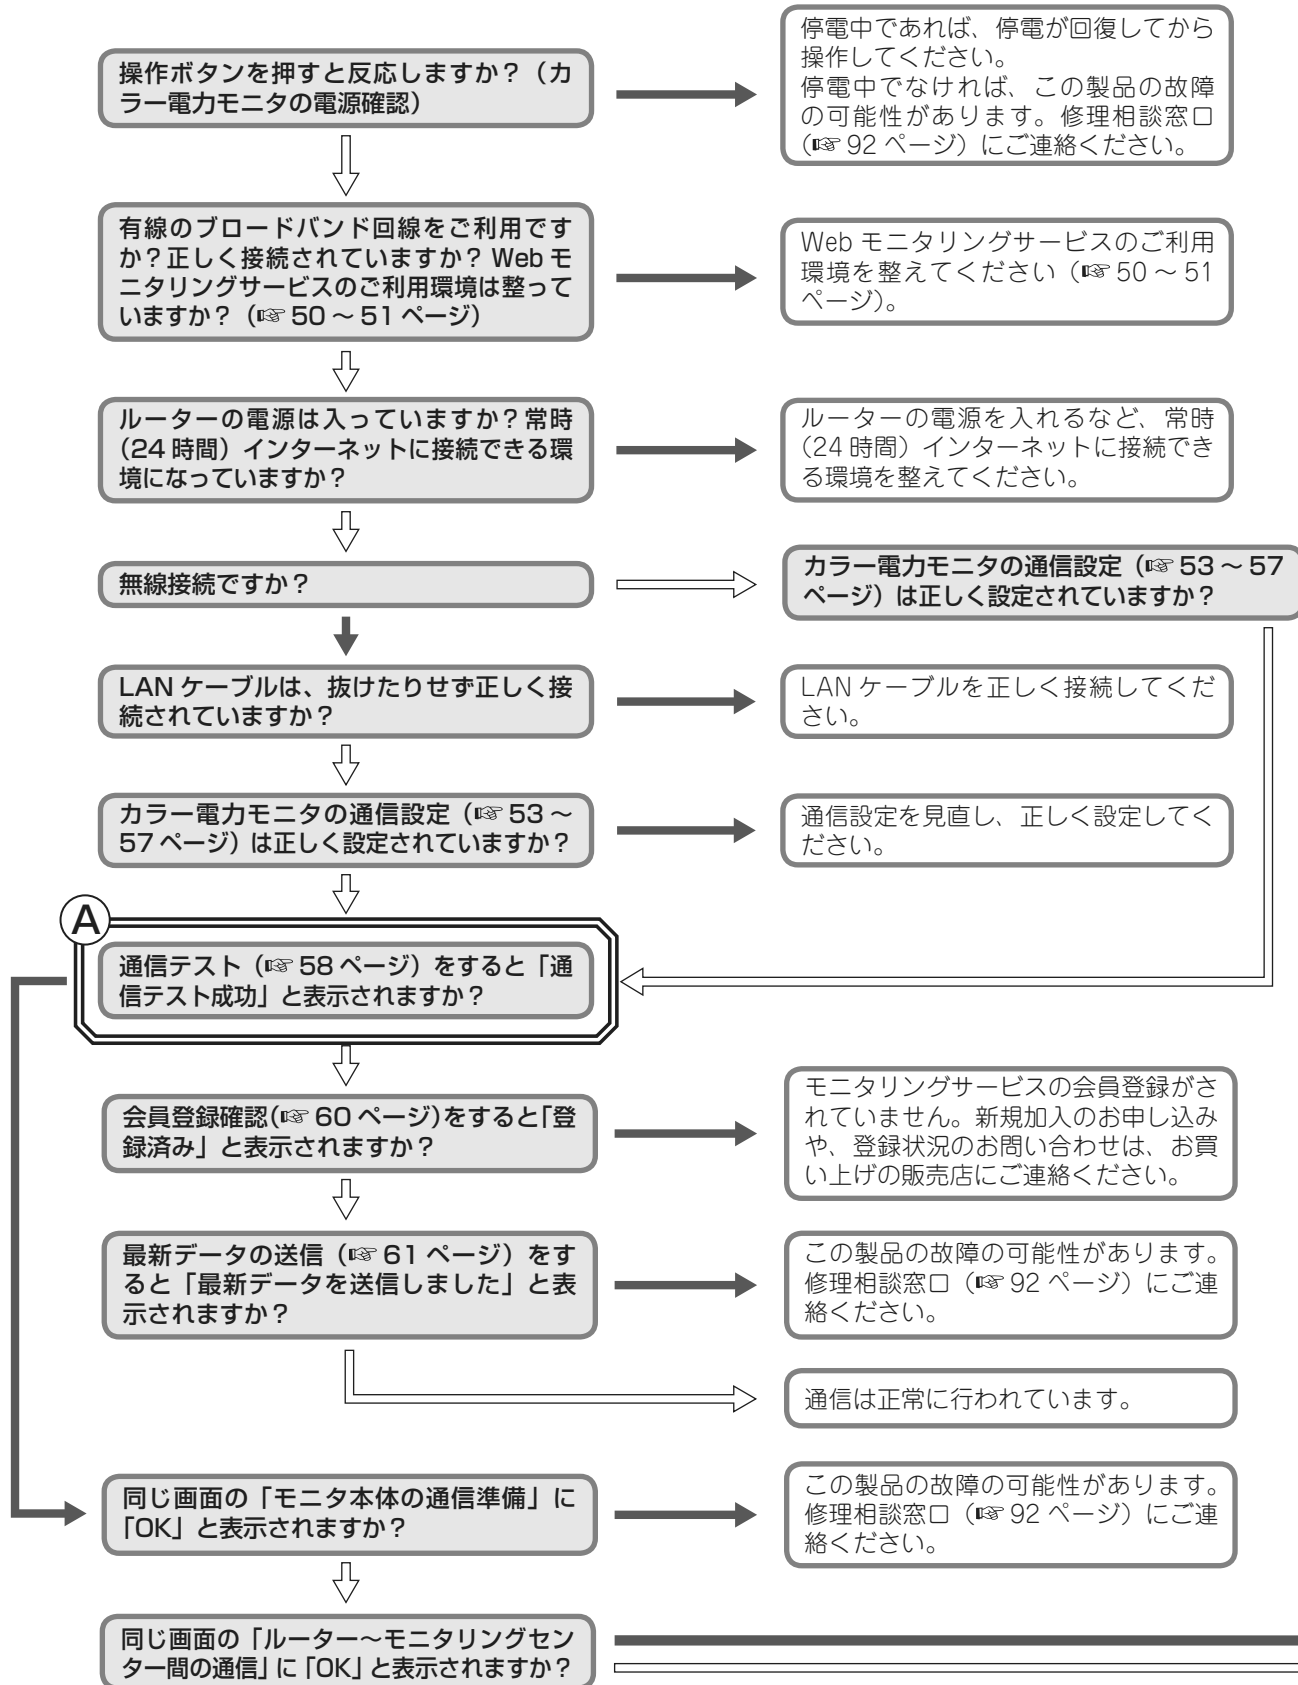 操作ボタンを押すと反応しますか？（カ
ラー電力モニタの電源確認）
停電中であれば、停電が回復してから
操作してください。
停電中でなければ、この製品の故障
の可能性があります。修理相談窓口
（☞ 92 ページ）にご連絡ください。
有線のブロードバンド回線をご利用です
か？正しく接続されていますか？ Web モ
ニタリングサービスのご利用環境は整って
いますか？（☞ 50 ～ 51 ページ）
Web モニタリングサービスのご利用
環境を整えてください（☞ 50 ～ 51
ページ）。
ルーターの電源は入っていますか？常時
（24 時間）インターネットに接続できる環
境になっていますか？
ルーターの電源を入れるなど、常時
（24 時間）インターネットに接続でき
る環境を整えてください。
無線接続ですか？
カラー電力モニタの通信設定（☞ 53 ～ 57
ページ）は正しく設定されていますか？
LAN ケーブルは、抜けたりせず正しく接
続されていますか？
LAN ケーブルを正しく接続してくだ
さい。
カラー電力モニタの通信設定（☞ 53 ～
57 ページ）は正しく設定されていますか？
通信設定を見直し、正しく設定してく
ださい。
A
通信テスト（☞ 58 ページ）をすると「通
信テスト成功」と表示されますか？
会員登録確認（☞ 60 ページ）をすると「登
録済み」と表示されますか？
モニタリングサービスの会員登録がさ
れていません。新規加入のお申し込み
や、登録状況のお問い合わせは、お買
い上げの販売店にご連絡ください。
最新データの送信（☞ 61 ページ）をす
ると「最新データを送信しました」と表
示されますか？
この製品の故障の可能性があります。
修理相談窓口（☞ 92 ページ）にご連
絡ください。
通信は正常に行われています。
同じ画面の「モニタ本体の通信準備」に
「OK」と表示されますか？
この製品の故障の可能性があります。
修理相談窓口（☞ 92 ページ）にご連
絡ください。
同じ画面の「ルーター～モニタリングセン
ター間の通信」に「OK」と表示されますか？